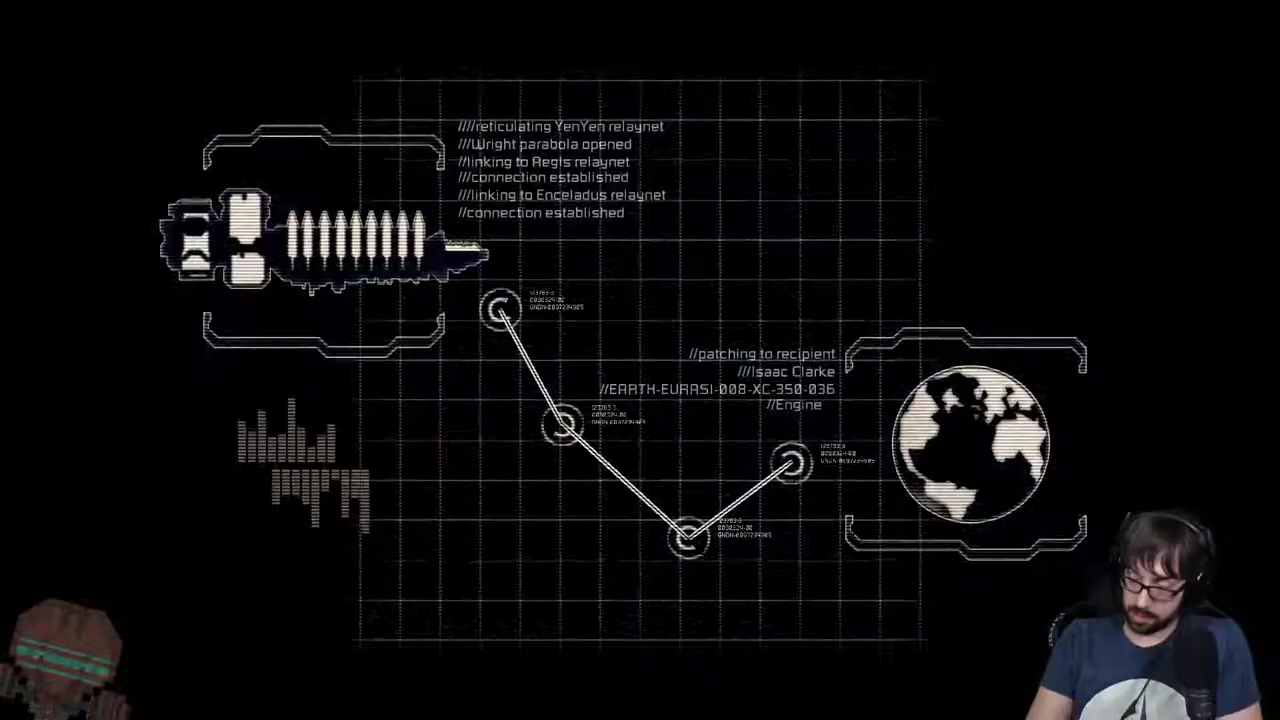 ////reticulating YenYen relaynet
///Wright parabola opened
//linking to Aegis relaynet
///connection established
///linking to Enceladus relaynet
//connection established
//patching to recipient
///Isaac Clarke
//EARTH-EURASI-008-XC-350-036
//Engine